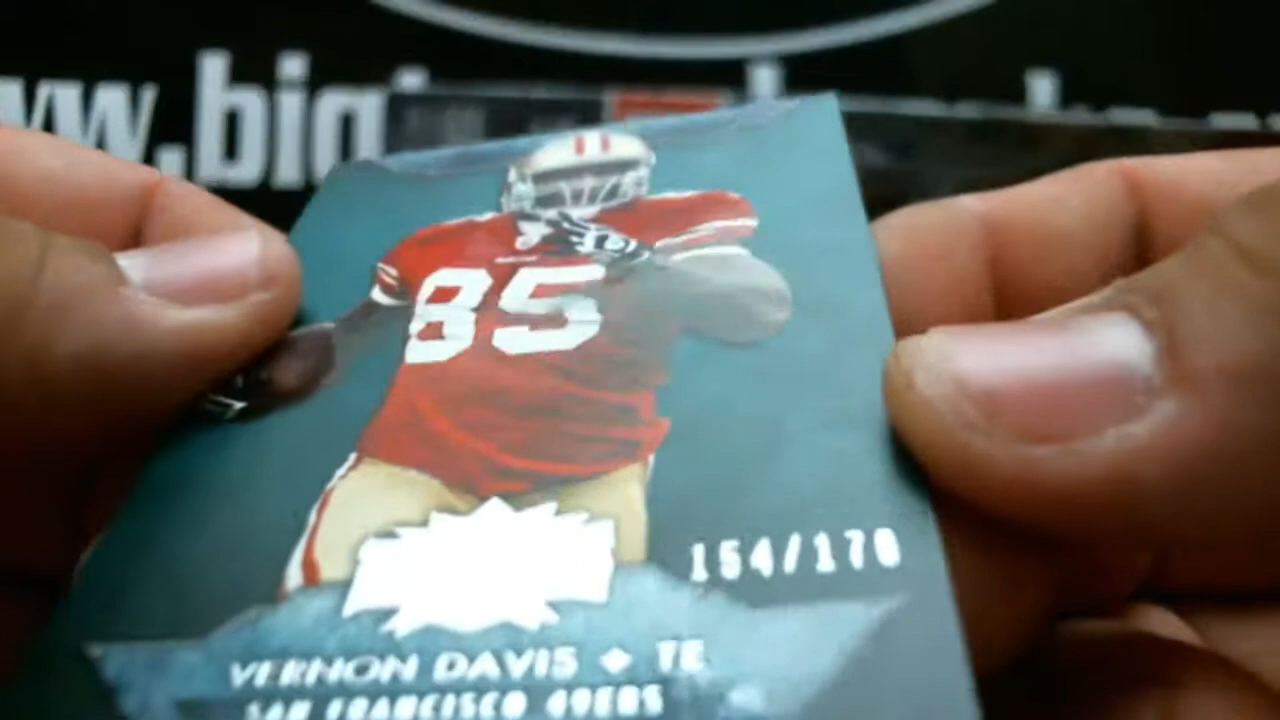 www.big
85
154/170
VERNON DAVIS ✦ TE
SAN FRANCISCO 49ERS